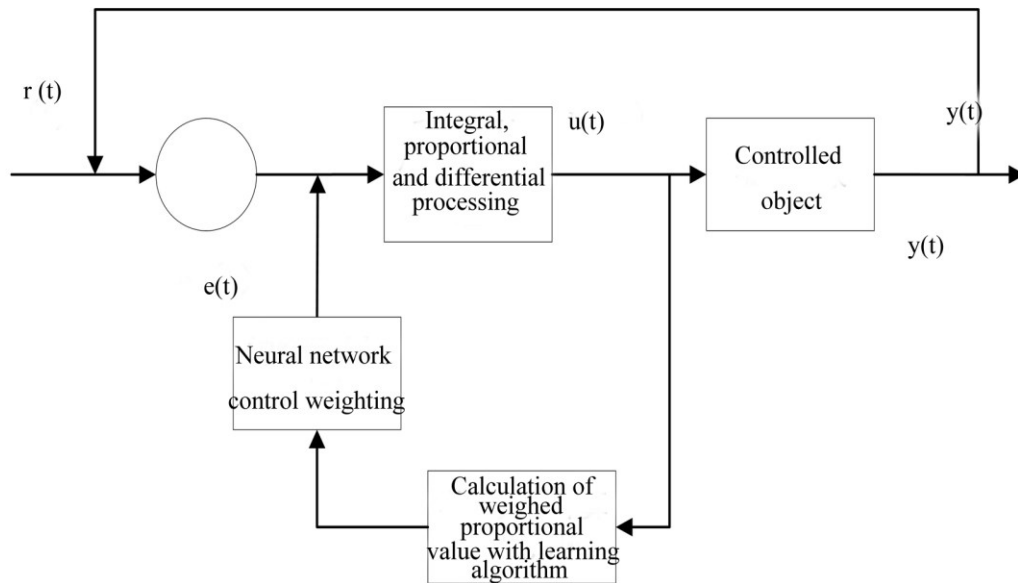 r (t)
Integral,
proportional
and differential
processing
u(t)
Controlled
object
y(t)
y(t)
e(t)
Neural network
control weighting
Calculation of
weighed
proportional
value with learning
algorithm